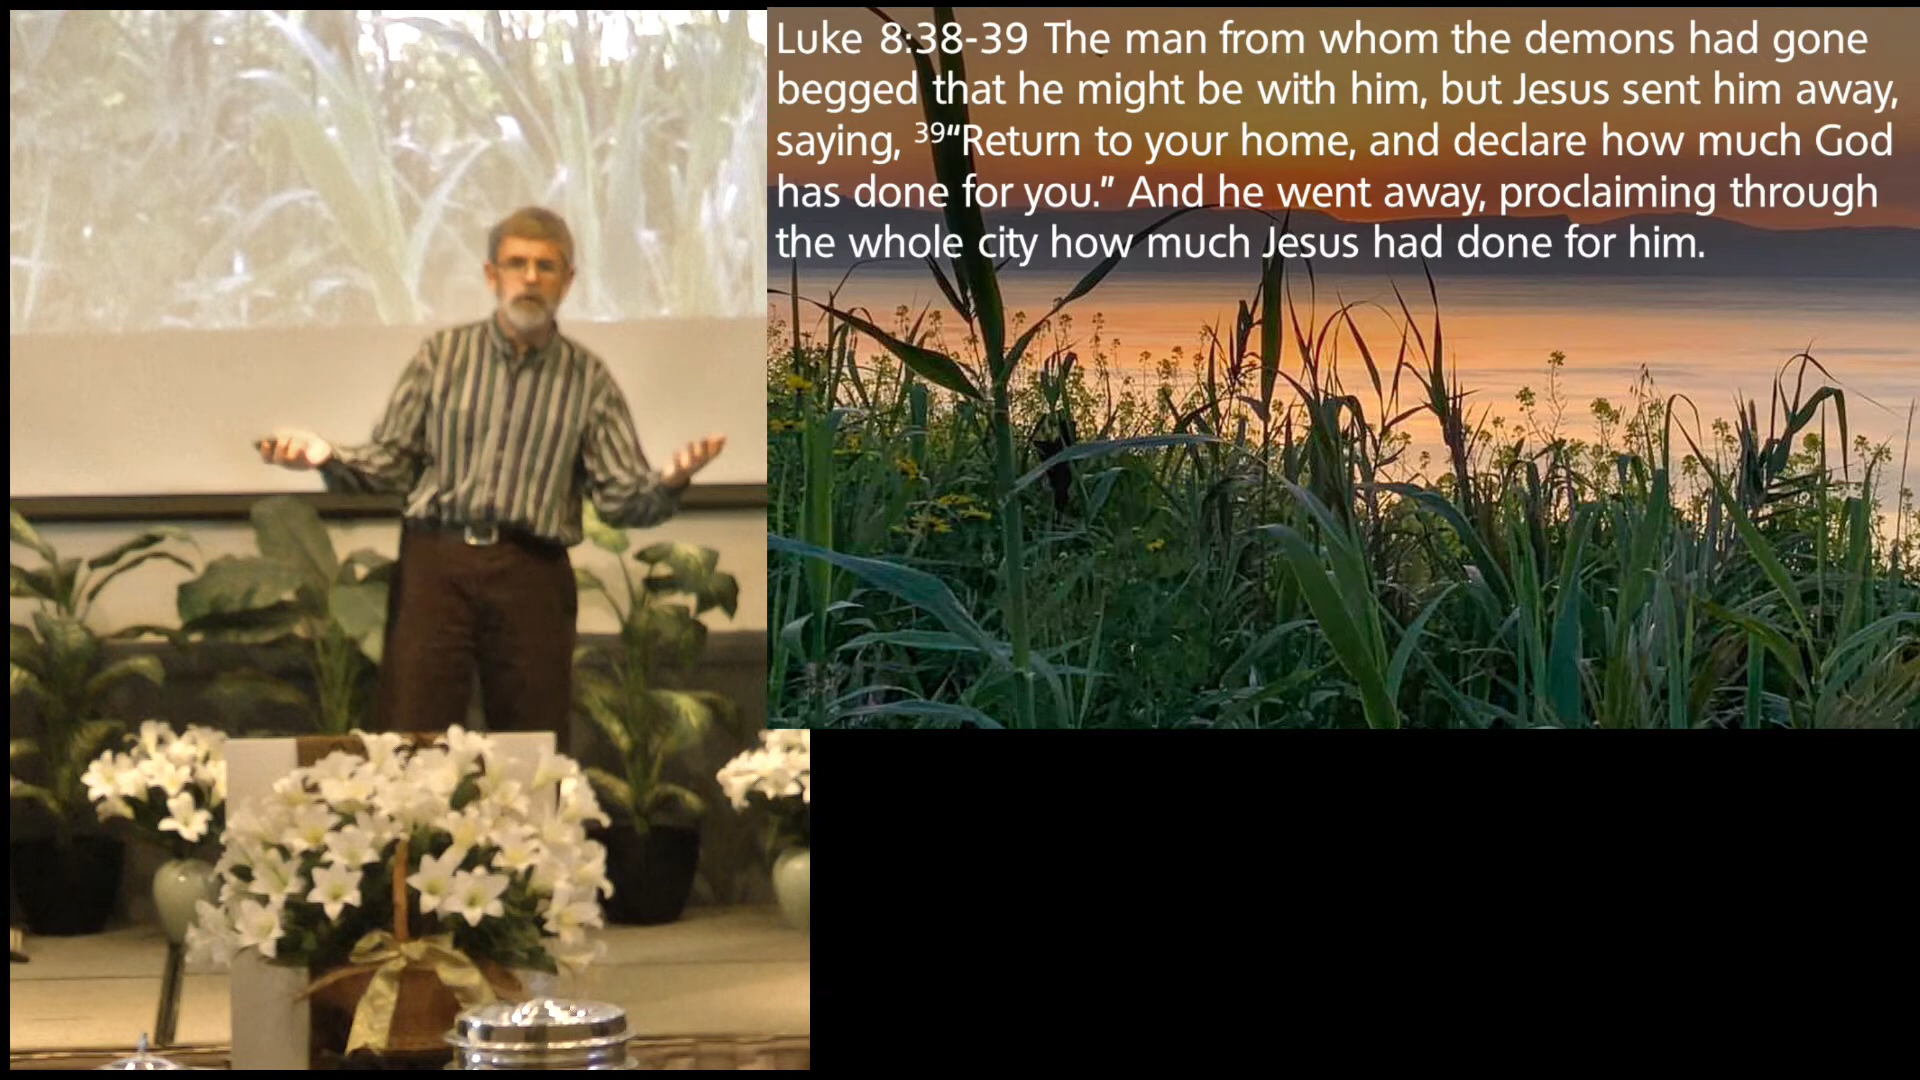 Luke 8:38-39 The man from whom the demons had gone
begged that he might be with him, but Jesus sent him away,
saying, ³⁹“Return to your home, and declare how much God
has done for you.” And he went away, proclaiming through
the whole city how much Jesus had done for him.